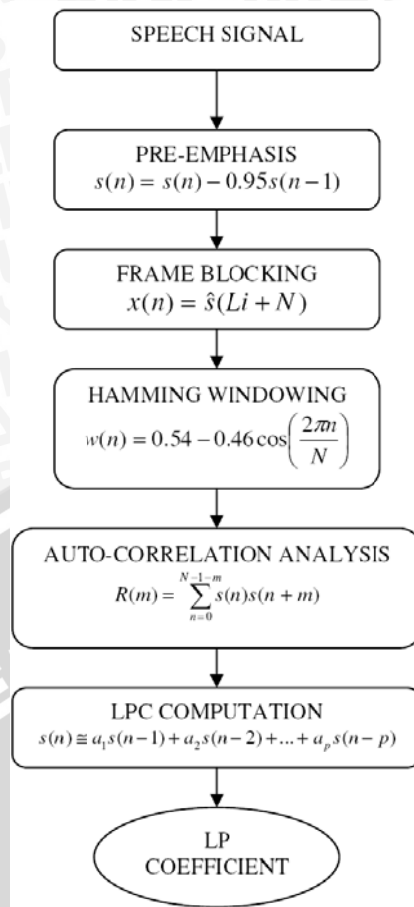 SPEECH SIGNAL
PRE-EMPHASIS
s(n) = s(n) − 0.95s(n − 1)
FRAME BLOCKING
x(n) = ŝ(Li + N)
HAMMING WINDOWING
w(n) = 0.54 − 0.46 cos(2πn/N)
AUTO-CORRELATION ANALYSIS
R(m) = ∑_{n=0}^{N−1−m} s(n)s(n + m)
LPC COMPUTATION
s(n) ≅ a₁s(n−1) + a₂s(n−2) + ... + aₚs(n−p)
LP
COEFFICIENT